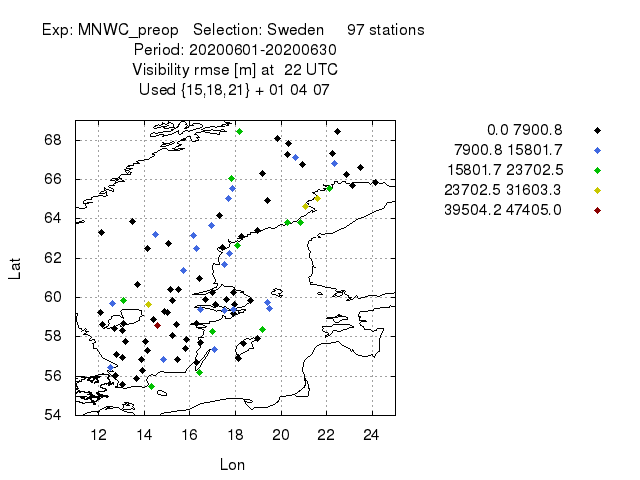 Exp: MNWC_preop Selection: Sweden 97 stations
Period: 20200601-20200630
Visibility rmse [m] at 22 UTC
Used {15,18,21} + 01 04 07
0.0 7900.8
7900.8 15801.7
15801.7 23702.5
23702.5 31603.3
39504.2 47405.0
68
66
64
62
60
58
56
54
Lat
12 14 16 18 20 22 24
Lon